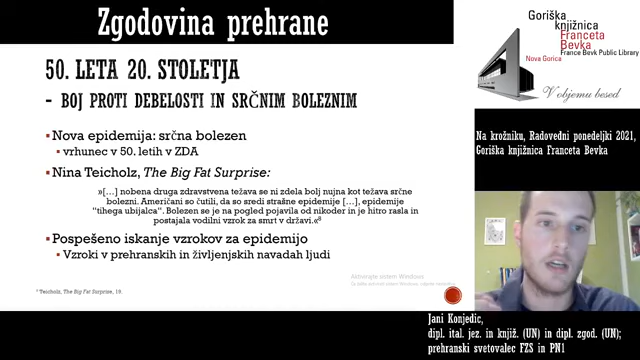 Zgodovina prehrane
50. LETA 20. STOLETJA
- BOJ PROTI DEBELOSTI IN SRČNIM BOLEZNIM
Nova epidemija: srčna bolezen
vrhunec v 50. letih v ZDA
Nina Teicholz, The Big Fat Surprise:
»[...] nobena druga zdravstvena težava se ni zdela bolj nujna kot težava srčne
bolezni. Američani so čutili, da so sredi strašne epidemije [...], epidemije
"tihega ubijalca". Bolezen se je na pogled pojavila od nikoder in je hitro rasla in
postajala vodilni vzrok za smrt v državi.«⁸
Pospešeno iskanje vzrokov za epidemijo
Vzroki v prehranskih in življenjskih navadah ljudi
⁸ Teicholz, The Big Fat Surprise, 19.
Aktivirajte sistem Windows
Goriška
knjižnica
Franceta
Bevka
France Bevk Public Library
Nova Gorica
V objemu besed
Na krožniku, Radovedni ponedeljki 2021,
Goriška knjižnica Franceta Bevka
Jani Konjedic,
dipl. ital. jez. in knjiž. (UN) in dipl. zgod. (UN);
prehranski svetovalec FZS in PN1